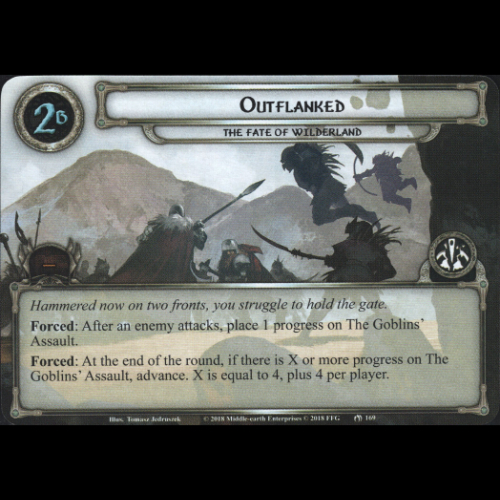 2B
OUTFLANKED
THE FATE OF WILDERLAND
Hammered now on two fronts, you struggle to hold the gate.
Forced: After an enemy attacks, place 1 progress on The Goblins'
Assault.
Forced: At the end of the round, if there is X or more progress on The
Goblins' Assault, advance. X is equal to 4, plus 4 per player.
Illus. Tomasz Jedruszek © 2018 Middle-earth Enterprises © 2018 FFG 169